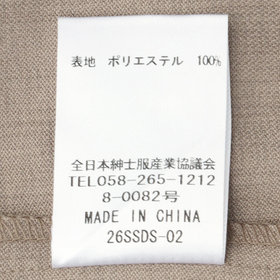 表地 ポリエステル 100%
全日本紳士服産業協議会
TEL058-265-1212
8-0082号
MADE IN CHINA
26SSDS-02